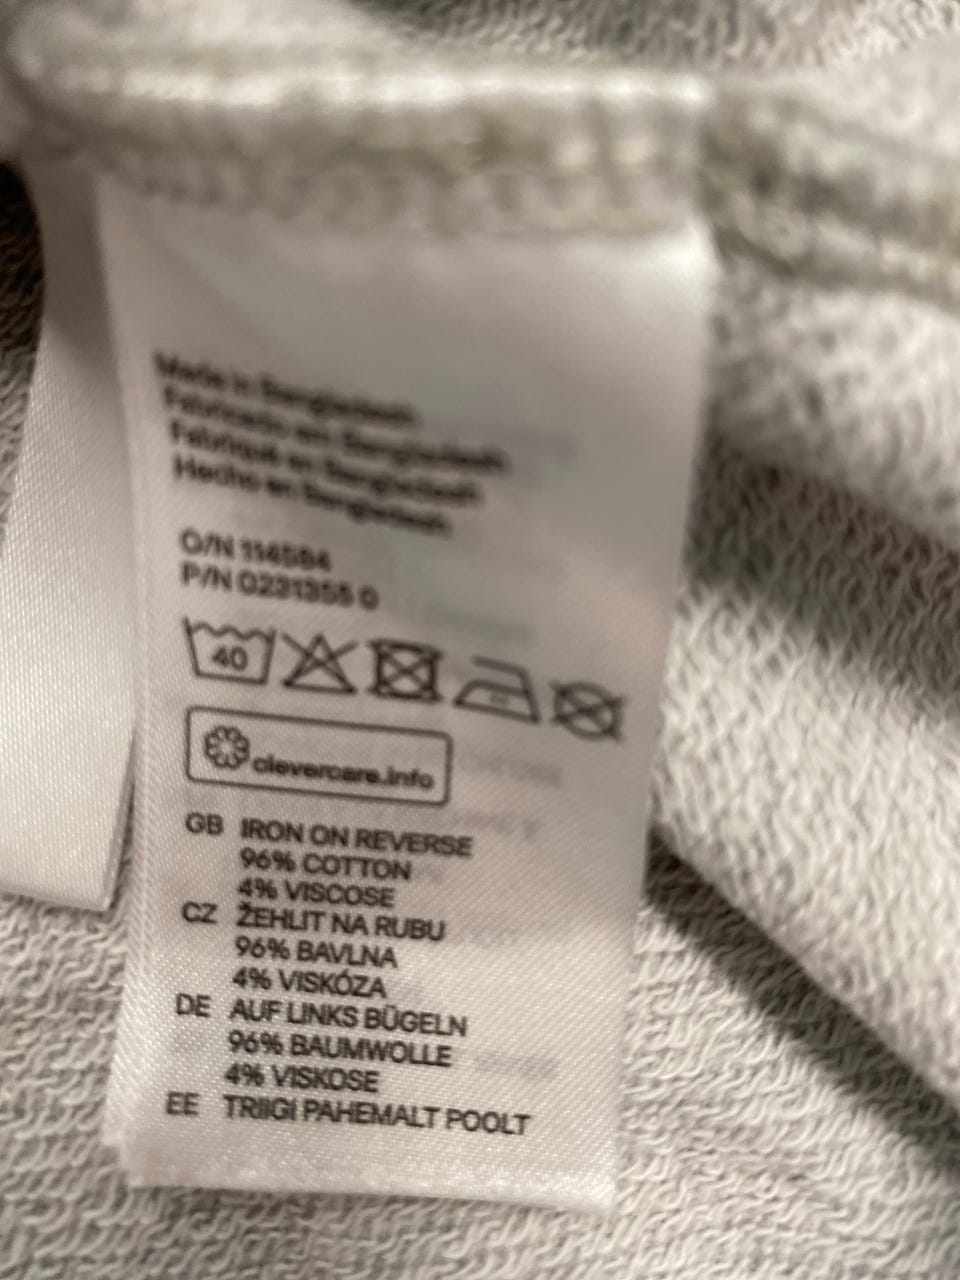 Made in Bangladesh
Fabricado em Bangladesh
Fabriqué en Bangladesh
Hecho en Bangladesh
O/N 114584
P/N 0231355 0
40
clevercare.info
GB IRON ON REVERSE
96% COTTON
4% VISCOSE
CZ ŽEHLIT NA RUBU
96% BAVLNA
4% VISKÓZA
DE AUF LINKS BÜGELN
96% BAUMWOLLE
4% VISKOSE
EE TRIIGI PAHEMALT POOLT